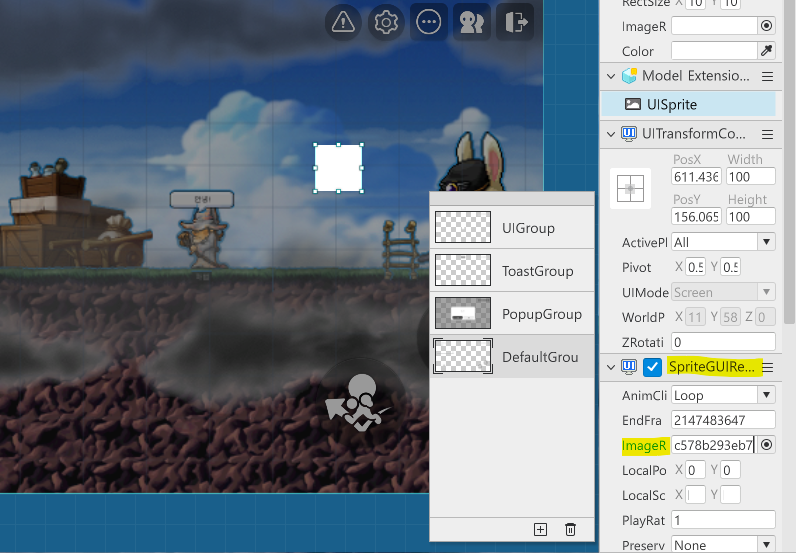 RectSize X 10 Y 10
ImageR
Color
Model Extensio...
UISprite
UITransformCo...
PosX Width
611.436 100
PosY Height
156.065 100
ActivePl All
Pivot X 0.5 Y 0.5
UIMode Screen
WorldP X 11 Y 58 Z 0
ZRotati 0
SpriteGUIRe...
AnimCli Loop
EndFra 2147483647
ImageR c578b293eb7
LocalPo X 0 Y 0
LocalSc X Y
PlayRat 1
Preserv None
안녕!
UIGroup
ToastGroup
PopupGroup
DefaultGrou